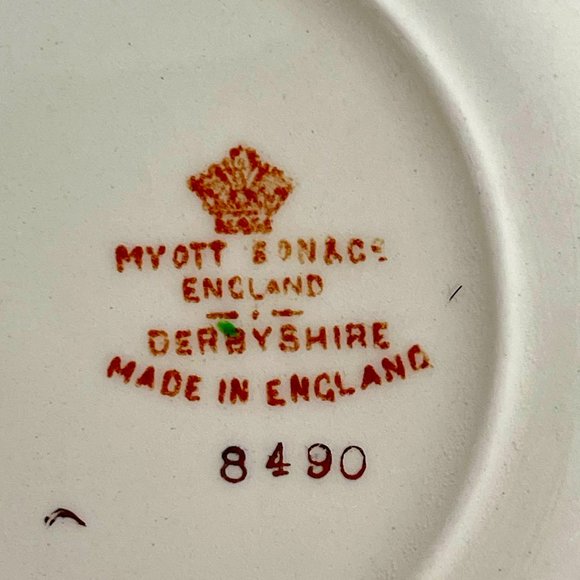 MYOTT SON & Co
ENGLAND
DERBYSHIRE
MADE IN ENGLAND
8490